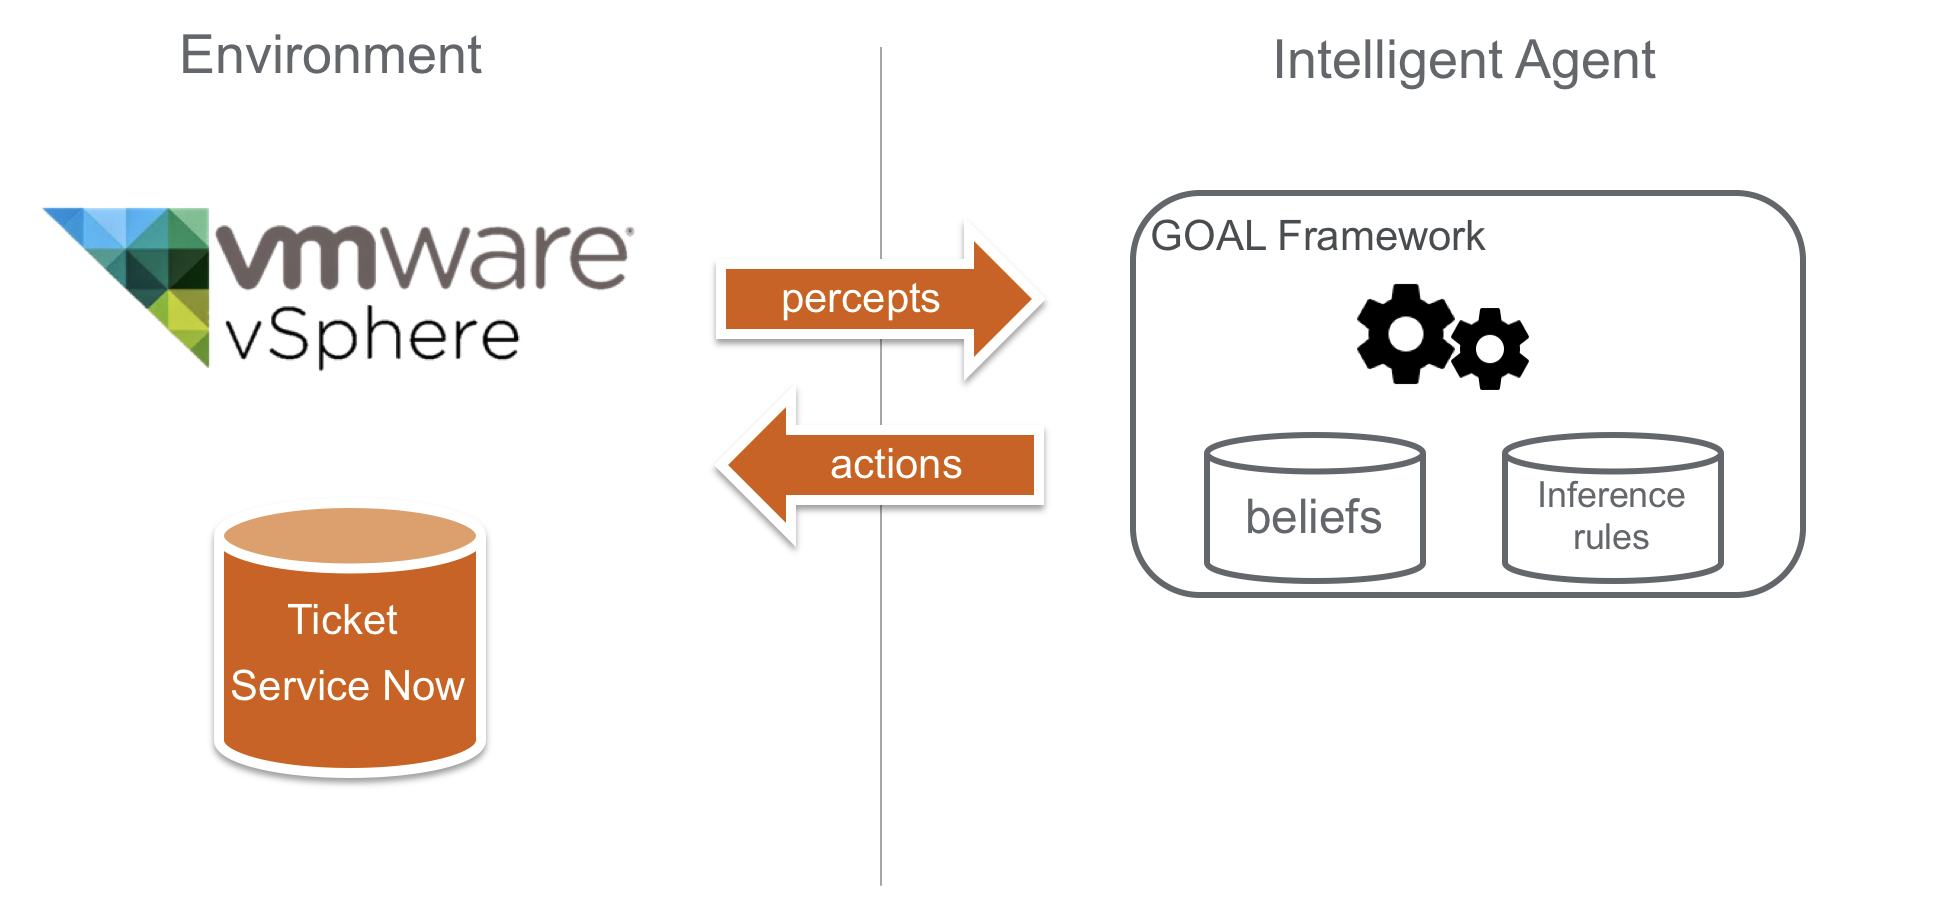 Environment
Intelligent Agent
vmware®
vSphere
percepts
actions
GOAL Framework
beliefs
Inference
rules
Ticket
Service Now